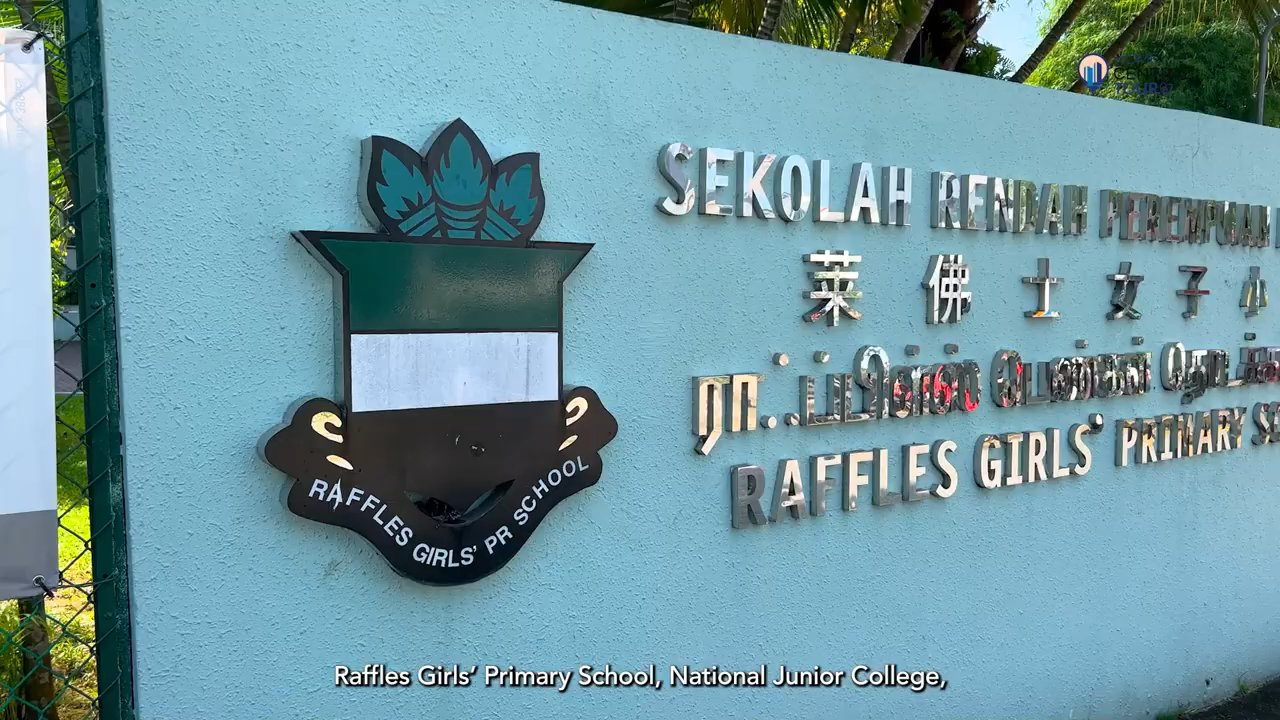 SEKOLAH RENDAH PEREMPUAN
莱佛士女子小
RAFFLES GIRLS' PRIMARY
RAFFLES GIRLS' PR SCHOOL
Raffles Girls' Primary School, National Junior College,